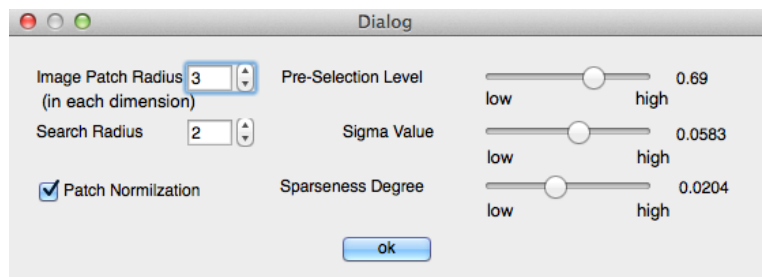 Dialog
Image Patch Radius 3 Pre-Selection Level 0.69
(in each dimension) low high
Search Radius 2 Sigma Value 0.0583
low high
Patch Normilzation Sparseness Degree 0.0204
low high
ok